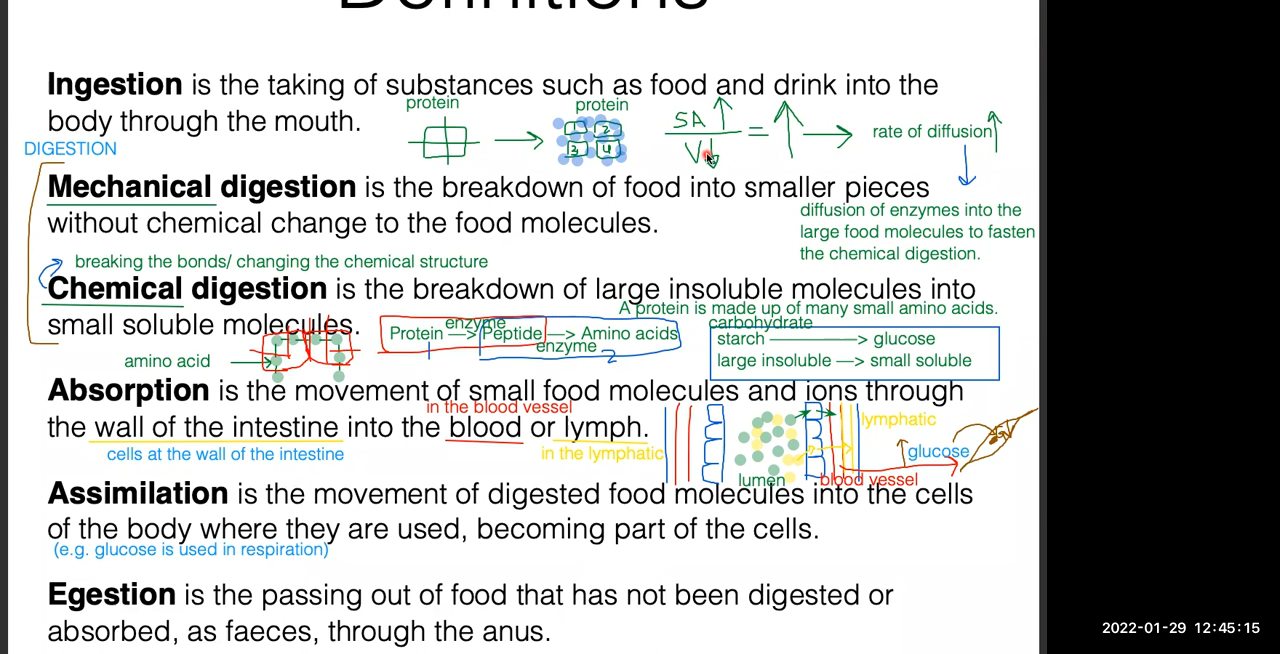 Definitions
Ingestion is the taking of substances such as food and drink into the
body through the mouth.
protein
protein
1 2
3 4
SA
V
=
rate of diffusion
DIGESTION
Mechanical digestion is the breakdown of food into smaller pieces
without chemical change to the food molecules.
diffusion of enzymes into the
large food molecules to fasten
the chemical digestion.
breaking the bonds/ changing the chemical structure
Chemical digestion is the breakdown of large insoluble molecules into
small soluble molecules.
A protein is made up of many small amino acids.
amino acid
enzyme
Protein —> Peptide —> Amino acids
enzyme
1
2
carbohydrate
starch ————> glucose
large insoluble —> small soluble
Absorption is the movement of small food molecules and ions through
in the blood vessel
the wall of the intestine into the blood or lymph.
cells at the wall of the intestine
in the lymphatic
lymphatic
glucose
lumen
blood vessel
Assimilation is the movement of digested food molecules into the cells
of the body where they are used, becoming part of the cells.
(e.g. glucose is used in respiration)
Egestion is the passing out of food that has not been digested or
absorbed, as faeces, through the anus.
2022-01-29 12:45:15